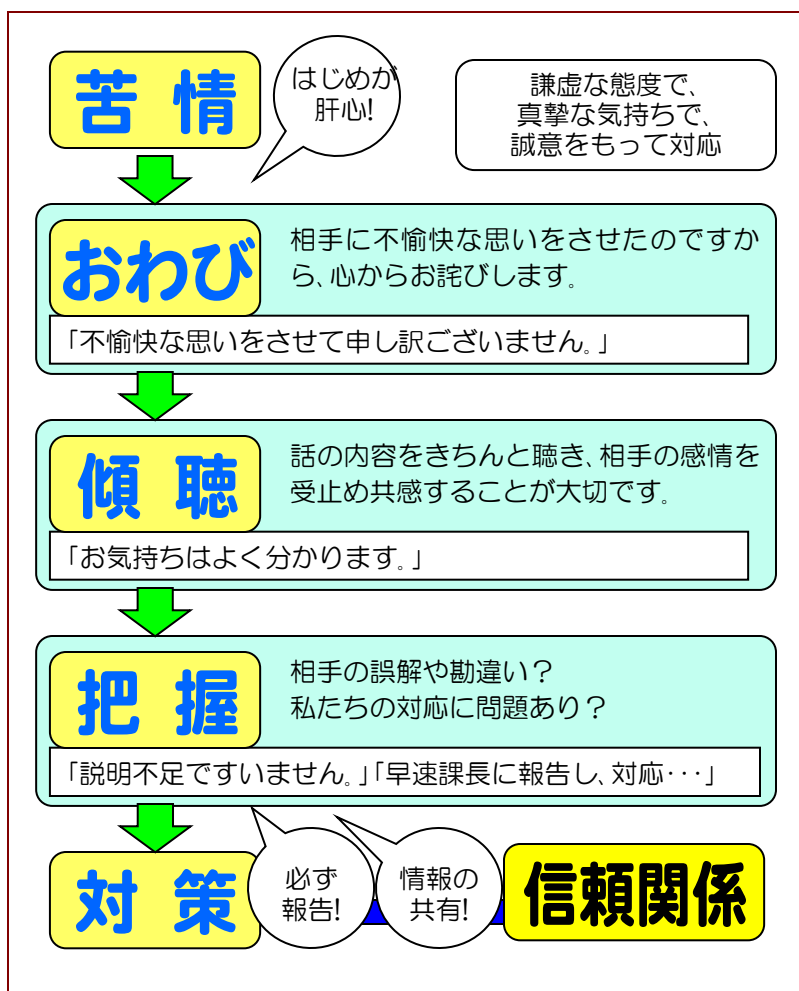 苦情
はじめが
肝心!
謙虚な態度で、
真摯な気持ちで、
誠意をもって対応
おわび
相手に不愉快な思いをさせたのですか
ら、心からお詫びします。
「不愉快な思いをさせて申し訳ございません。」
傾聴
話の内容をきちんと聴き、相手の感情を
受止め共感することが大切です。
「お気持ちはよく分かります。」
把握
相手の誤解や勘違い？
私たちの対応に問題あり？
「説明不足ですいません。」「早速課長に報告し、対応･･･」
対策
必ず
報告!
情報の
共有!
信頼関係